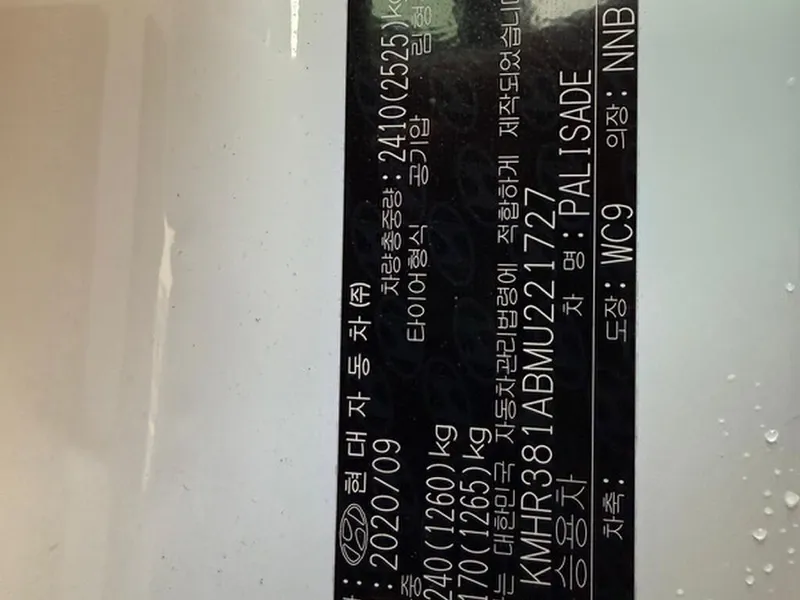 : 현대자동차㈜
: 2020/09
차량총중량: 2410(2525)kg
타이어형식 공기압 림형
240(1260)kg
170(1265)kg
는 대한민국 자동차관리법령에 적합하게 제작되었습니다
KMHR381ABMU221727
승용차 차 명: PALISADE
차축: 도장: WC9 의장: NNB